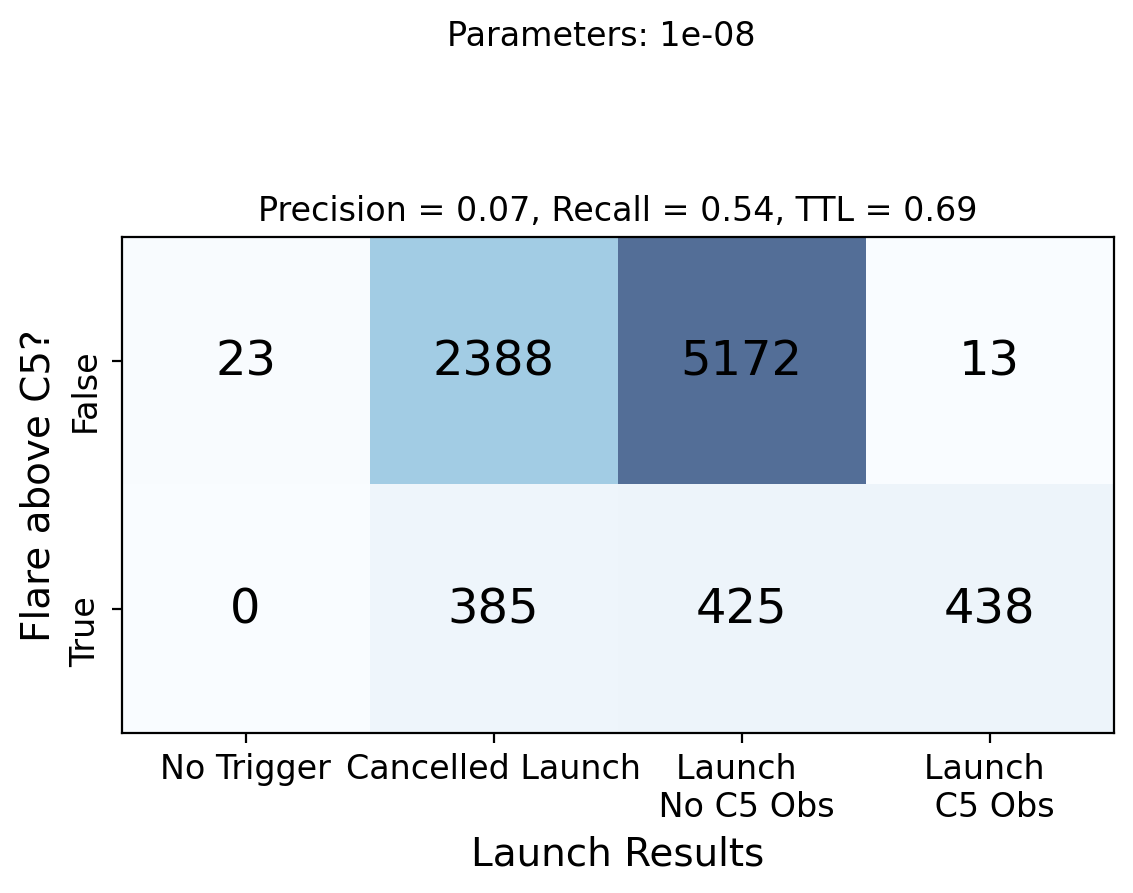 Parameters: 1e-08
Precision = 0.07, Recall = 0.54, TTL = 0.69
Flare above C5?
False
23
2388
5172
13
True
0
385
425
438
No Trigger
Cancelled Launch
Launch
No C5 Obs
Launch
C5 Obs
Launch Results